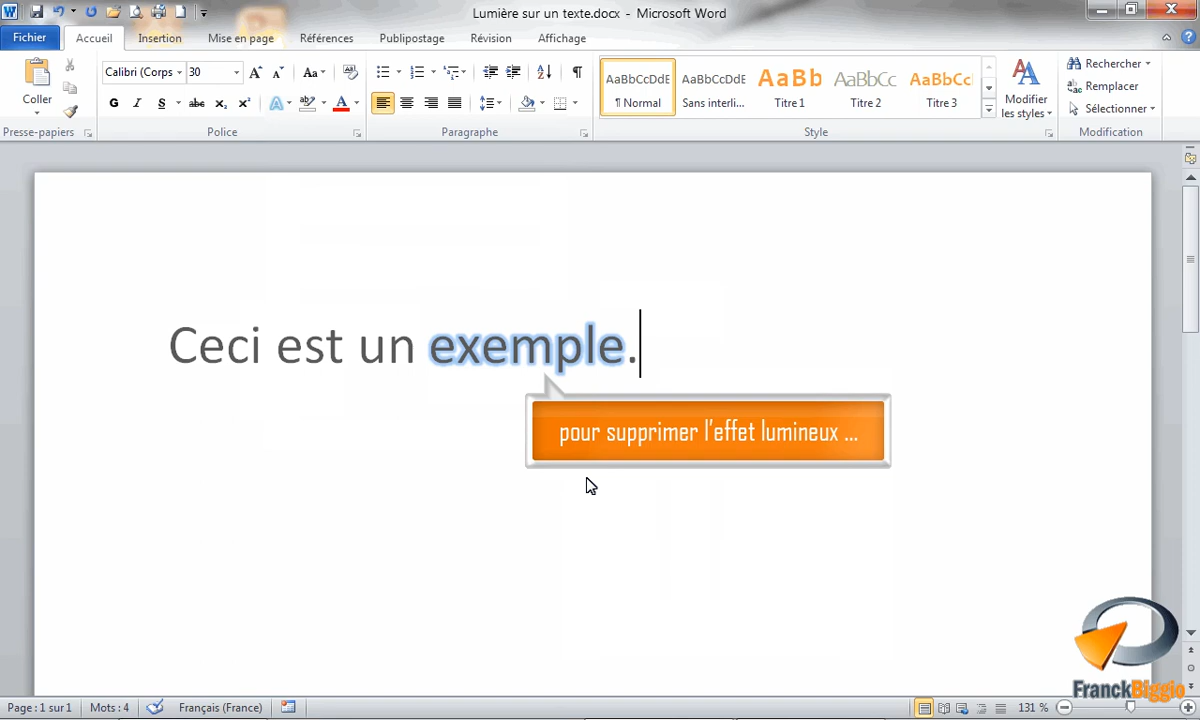 Lumière sur un texte.docx - Microsoft Word
Fichier Accueil Insertion Mise en page Références Publipostage Révision Affichage
Coller
Calibri (Corps 30
G I S abc x₂ x² A A
AaBbCcDdE AaBbCcDdE AaBb AaBbCc AaBbCc
¶ Normal Sans interli... Titre 1 Titre 2 Titre 3
Modifier
les styles
Rechercher
Remplacer
Sélectionner
Presse-papiers Police Paragraphe Style Modification
Ceci est un exemple.
pour supprimer l'effet lumineux ...
FranckBiggio
Page : 1 sur 1 Mots : 4 Français (France) 131 %